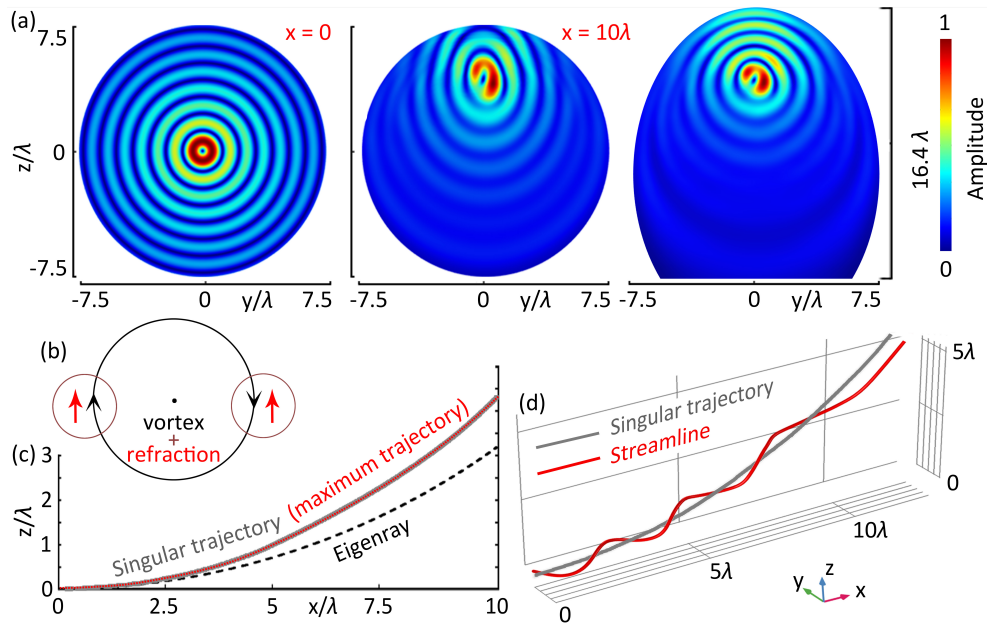 (a)
7.5
0
-7.5
z/λ
x = 0
-7.5 0 y/λ 7.5
x = 10λ
-7.5 0 y/λ 7.5
-7.5 0 y/λ 7.5
16.4 λ
1
Amplitude
0
(b)
vortex
+
refraction
(c)
3
2
1
0
z/λ
Singular trajectory (maximum trajectory)
Eigenray
0 2.5 5 x/λ 7.5 10
(d)
Singular trajectory
Streamline
5λ
0
10λ
5λ
0
y z x